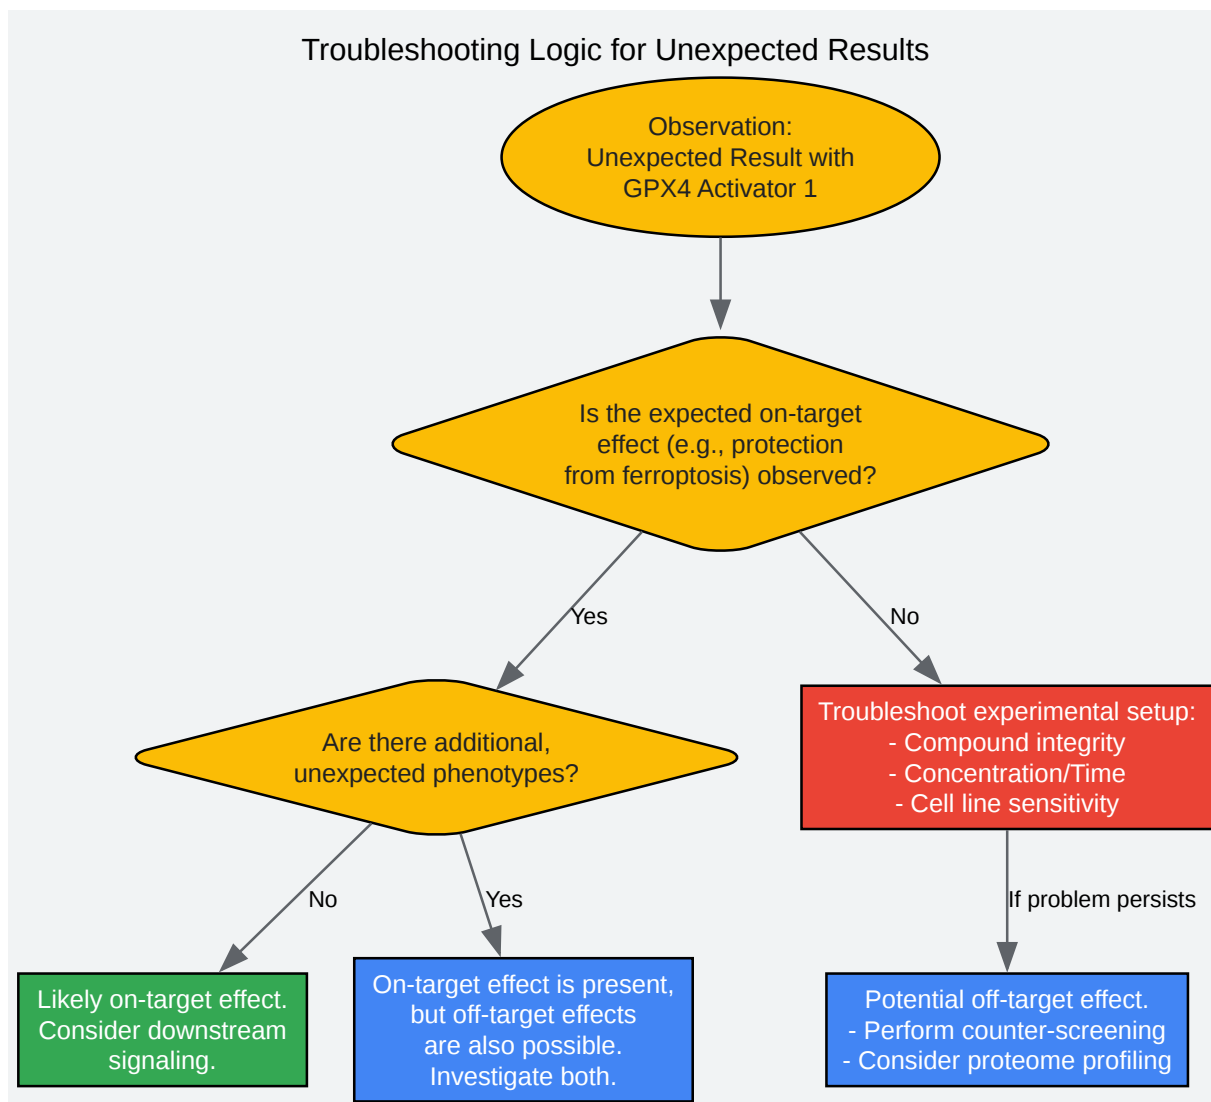 Troubleshooting Logic for Unexpected Results
Observation:
Unexpected Result with
GPX4 Activator 1
Is the expected on-target
effect (e.g., protection
from ferroptosis) observed?
Yes
No
Are there additional,
unexpected phenotypes?
Troubleshoot experimental setup:
- Compound integrity
- Concentration/Time
- Cell line sensitivity
No
Yes
If problem persists
Likely on-target effect.
Consider downstream
signaling.
On-target effect is present,
but off-target effects
are also possible.
Investigate both.
Potential off-target effect.
- Perform counter-screening
- Consider proteome profiling